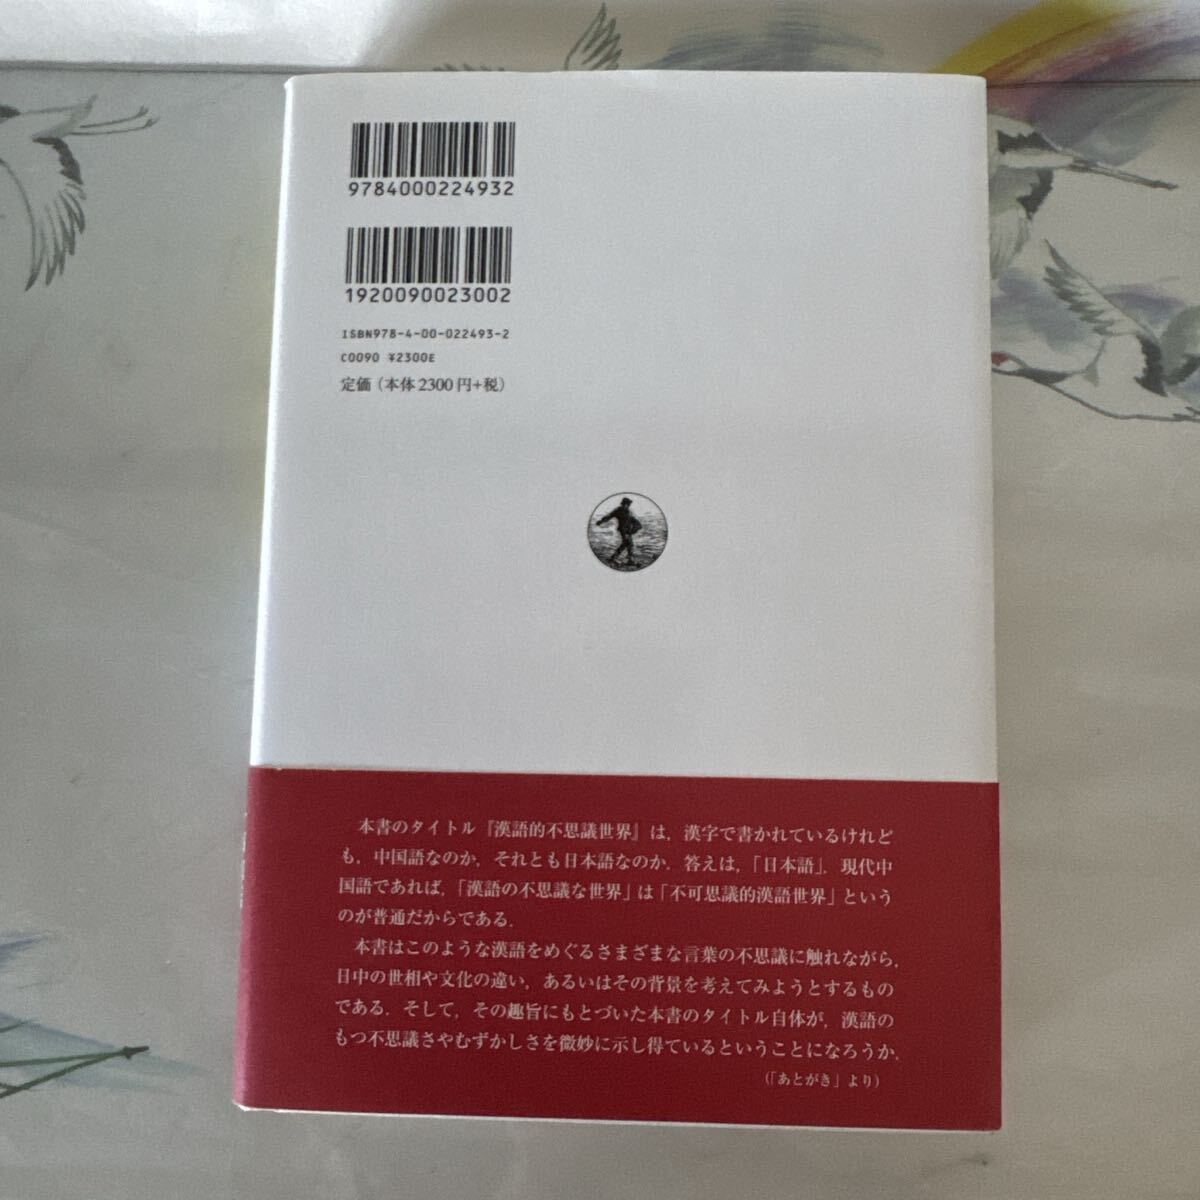 9784000224932
1920090023002
ISBN978-4-00-022493-2
C0090 ¥2300E
定価（本体2300円+税）
本書のタイトル『漢語的不思議世界』は，漢字で書かれているけれど
も，中国語なのか，それとも日本語なのか．答えは，「日本語」．現代中
国語であれば，「漢語の不思議な世界」は「不可思議的漢語世界」という
のが普通だからである．
本書はこのような漢語をめぐるさまざまな言葉の不思議に触れながら，
日中の世相や文化の違い，あるいはその背景を考えてみようとするもの
である．そして，その趣旨にもとづいた本書のタイトル自体が，漢語の
もつ不思議さやむずかしさを微妙に示し得ているということになろうか．
（「あとがき」より）